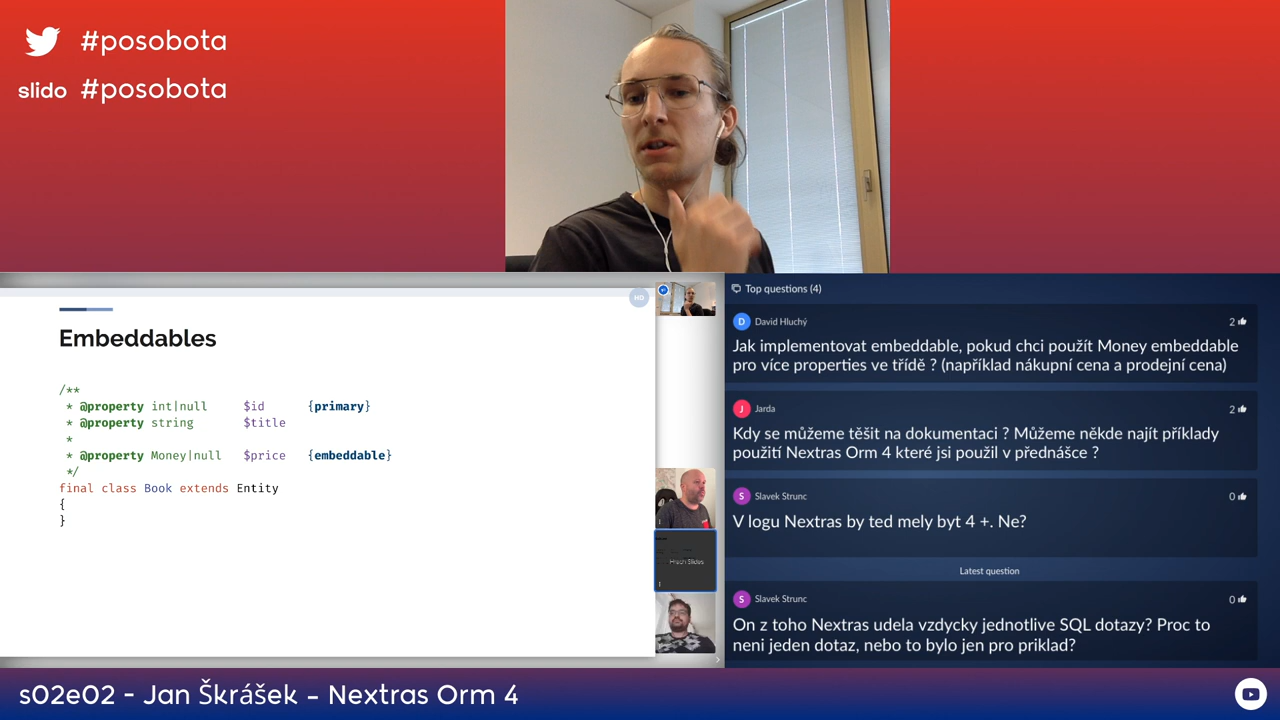 #posobota
slido #posobota
HD
Embeddables
/**
* @property int|null $id {primary}
* @property string $title
*
* @property Money|null $price {embeddable}
*/
final class Book extends Entity
{
}
Hrach Slides
Top questions (4)
D David Hluchý 2
Jak implementovat embeddable, pokud chci použít Money embeddable
pro více properties ve třídě ? (například nákupní cena a prodejní cena)
J Jarda 2
Kdy se můžeme těšit na dokumentaci ? Můžeme někde najít příklady
použití Nextras Orm 4 které jsi použil v přednášce ?
S Slavek Strunc 0
V logu Nextras by ted mely byt 4 +. Ne?
Latest question
S Slavek Strunc 0
On z toho Nextras udela vzdycky jednotlive SQL dotazy? Proc to
neni jeden dotaz, nebo to bylo jen pro priklad?
s02e02 - Jan Škrášek - Nextras Orm 4